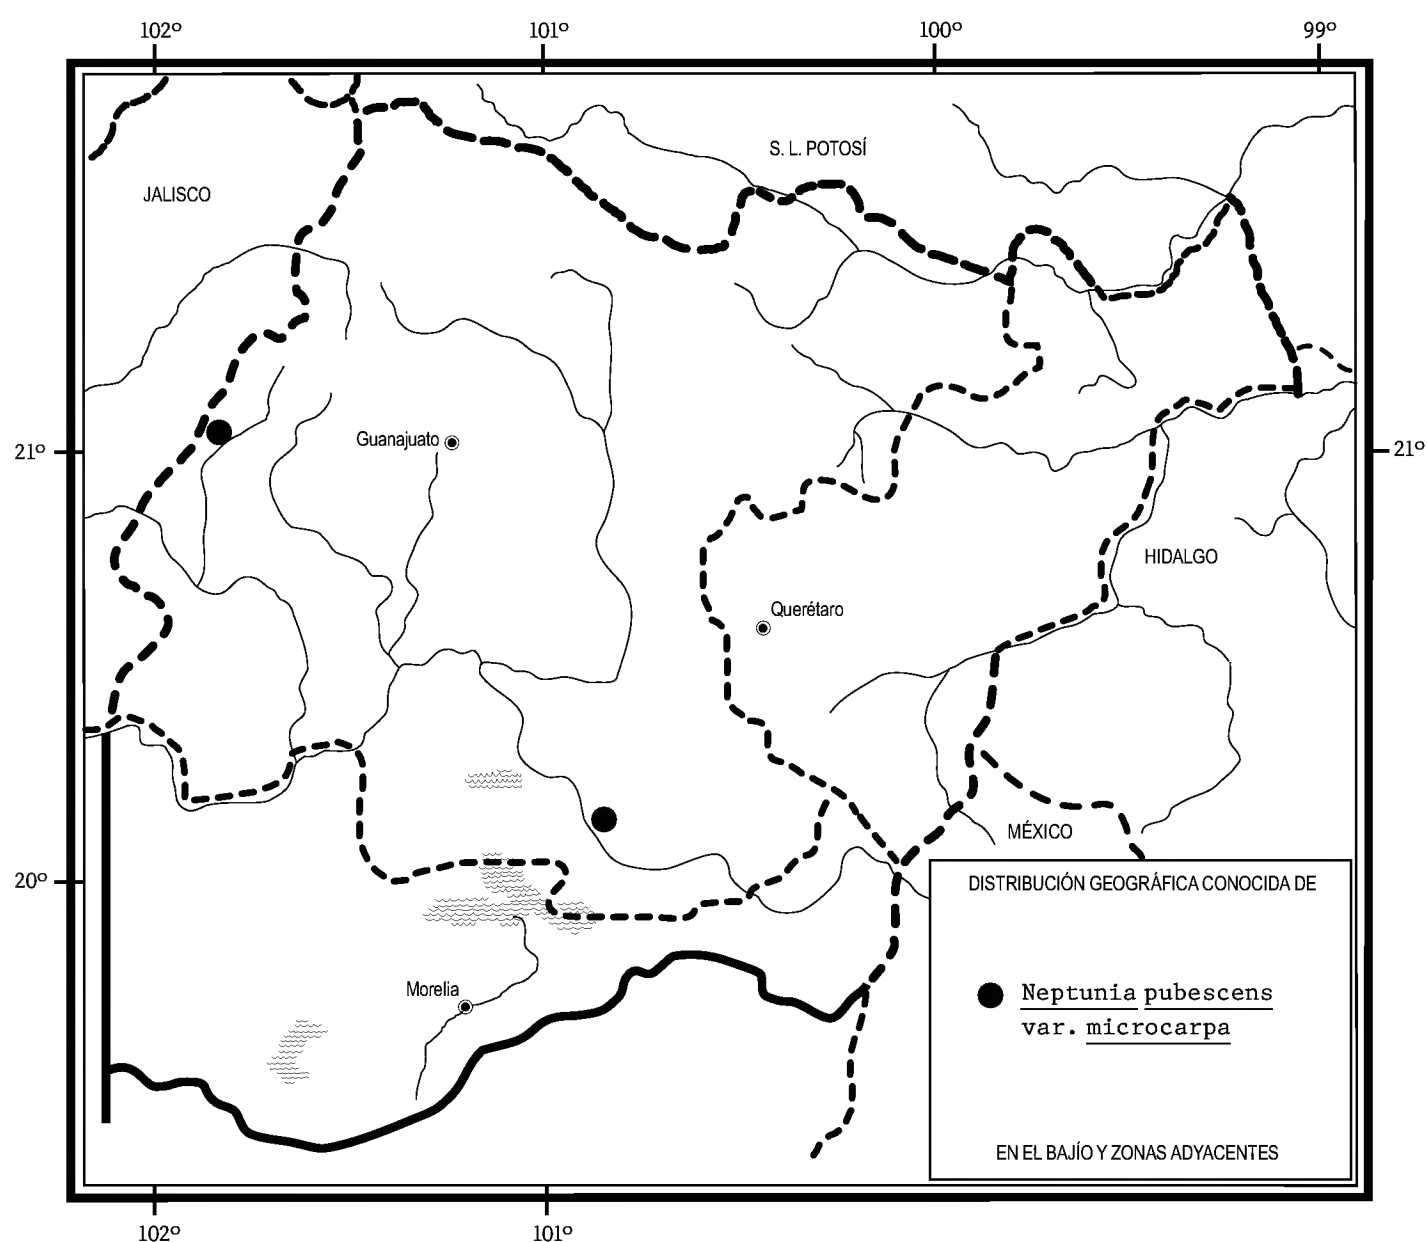 102º 101º 100º 99º
S. L. POTOSÍ
JALISCO
Guanajuato
21º 21º
HIDALGO
Querétaro
MÉXICO
20º
DISTRIBUCIÓN GEOGRÁFICA CONOCIDA DE
Morelia
Neptunia pubescens
var. microcarpa
EN EL BAJÍO Y ZONAS ADYACENTES
102º 101º